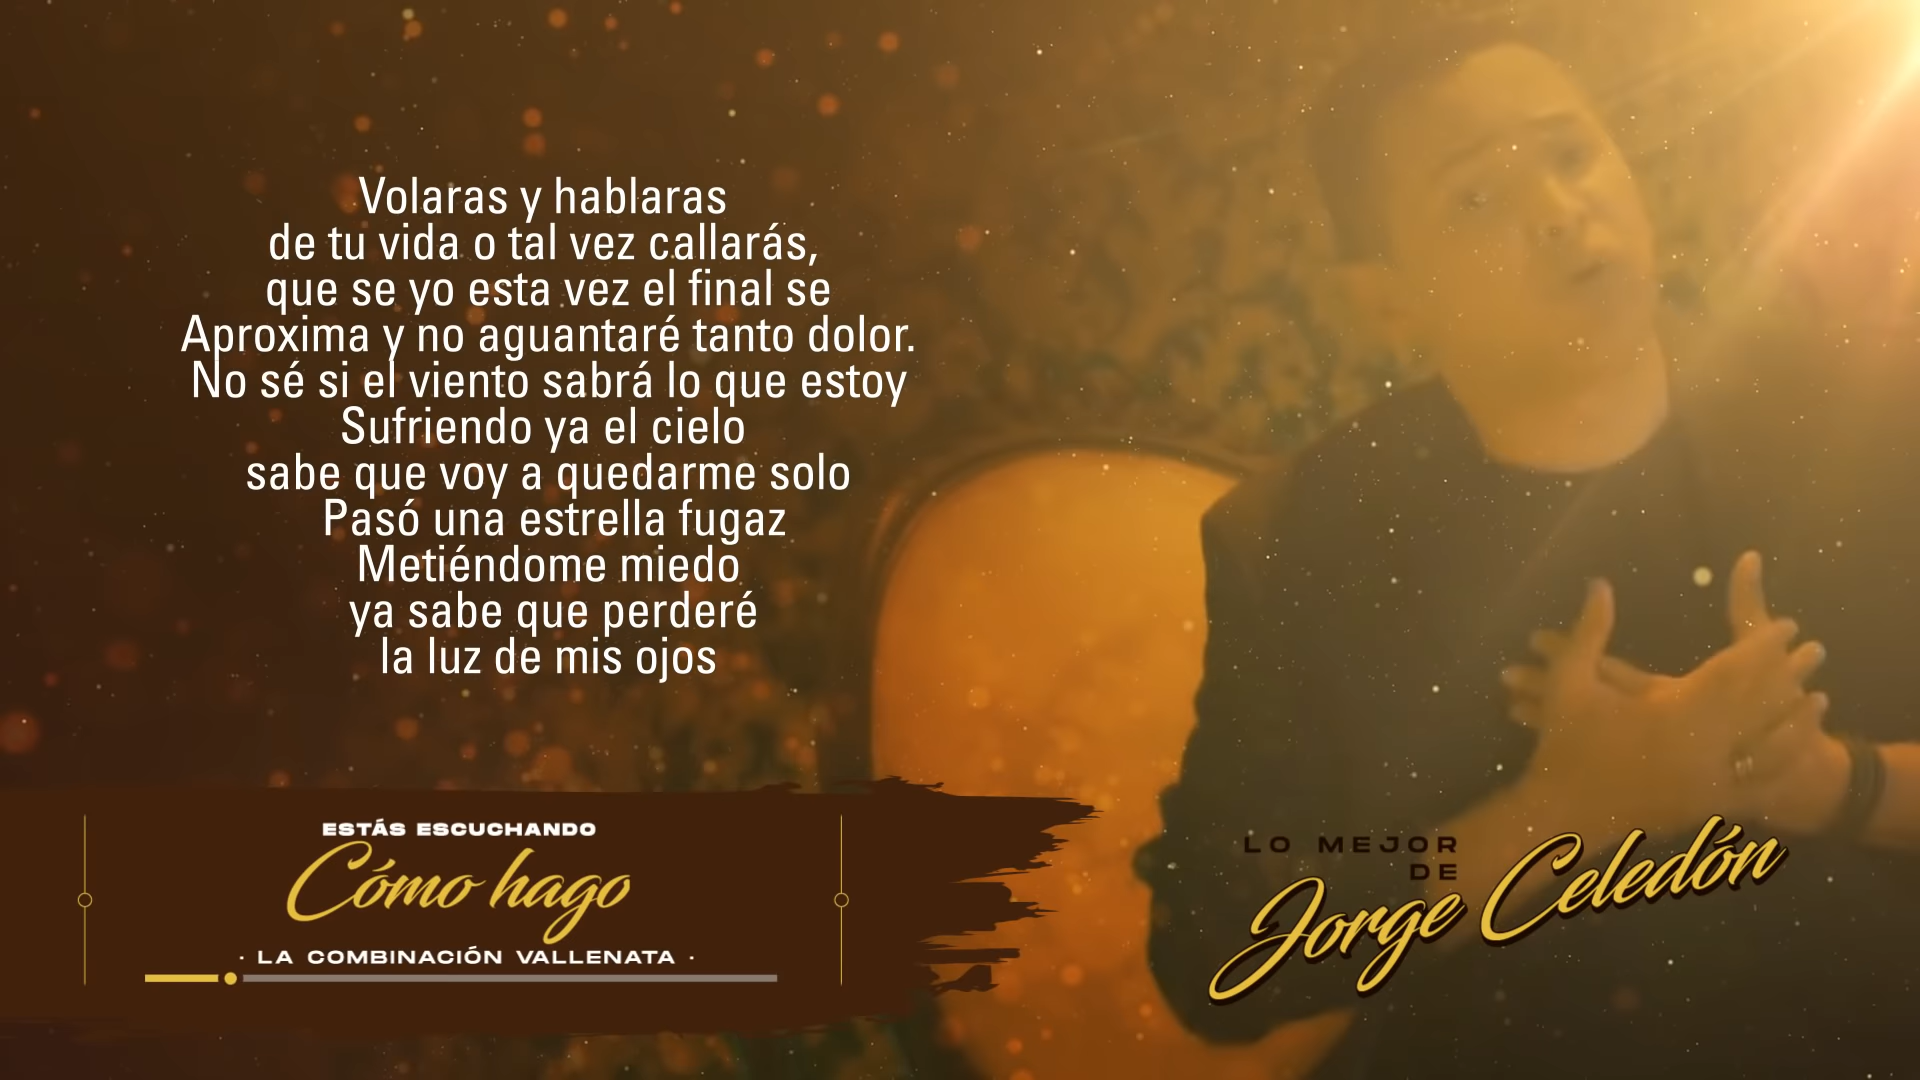 Volaras y hablaras
de tu vida o tal vez callarás,
que se yo esta vez el final se
Aproxima y no aguantaré tanto dolor.
No sé si el viento sabrá lo que estoy
Sufriendo ya el cielo
sabe que voy a quedarme solo
Pasó una estrella fugaz
Metiéndome miedo
ya sabe que perderé
la luz de mis ojos
ESTÁS ESCUCHANDO
Cómo hago
· LA COMBINACIÓN VALLENATA ·
LO MEJOR
DE
Jorge Celedón